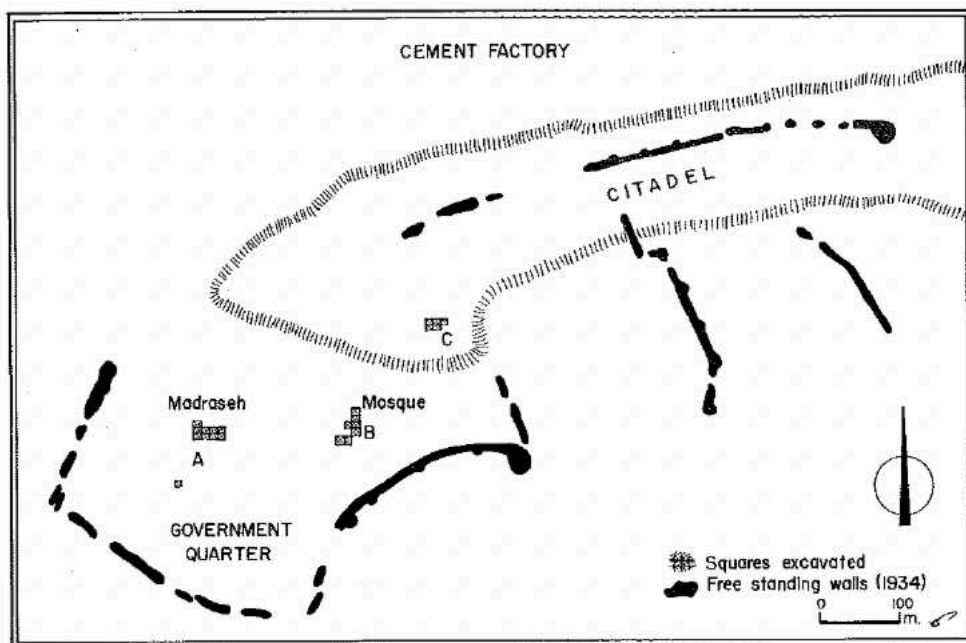 CEMENT FACTORY
CITADEL
C
Madraseh
Mosque
A
B
GOVERNMENT
QUARTER
Squares excavated
Free standing walls (1934)
0 100
m.